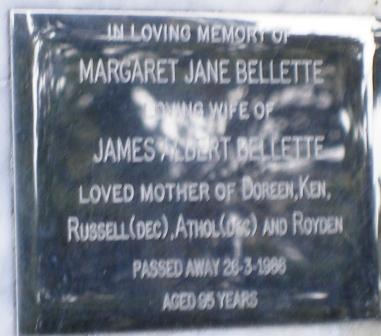 IN LOVING MEMORY OF
MARGARET JANE BELLETTE
LOVING WIFE OF
JAMES ALBERT BELLETTE
LOVED MOTHER OF DOREEN, KEN,
RUSSELL (DEC), ATHOL (DEC) AND ROYDEN
PASSED AWAY 26-3-1986
AGED 95 YEARS